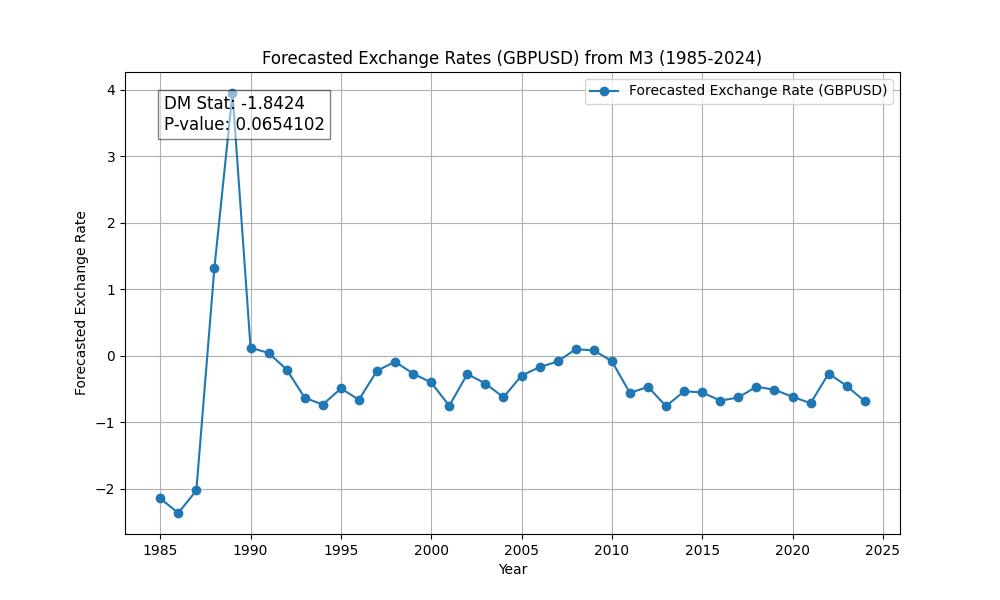 Forecasted Exchange Rates (GBPUSD) from M3 (1985-2024)
DM Stat: -1.8424
P-value: 0.0654102
Forecasted Exchange Rate (GBPUSD)
Forecasted Exchange Rate
4
3
2
1
0
−1
−2
1985 1990 1995 2000 2005 2010 2015 2020 2025
Year